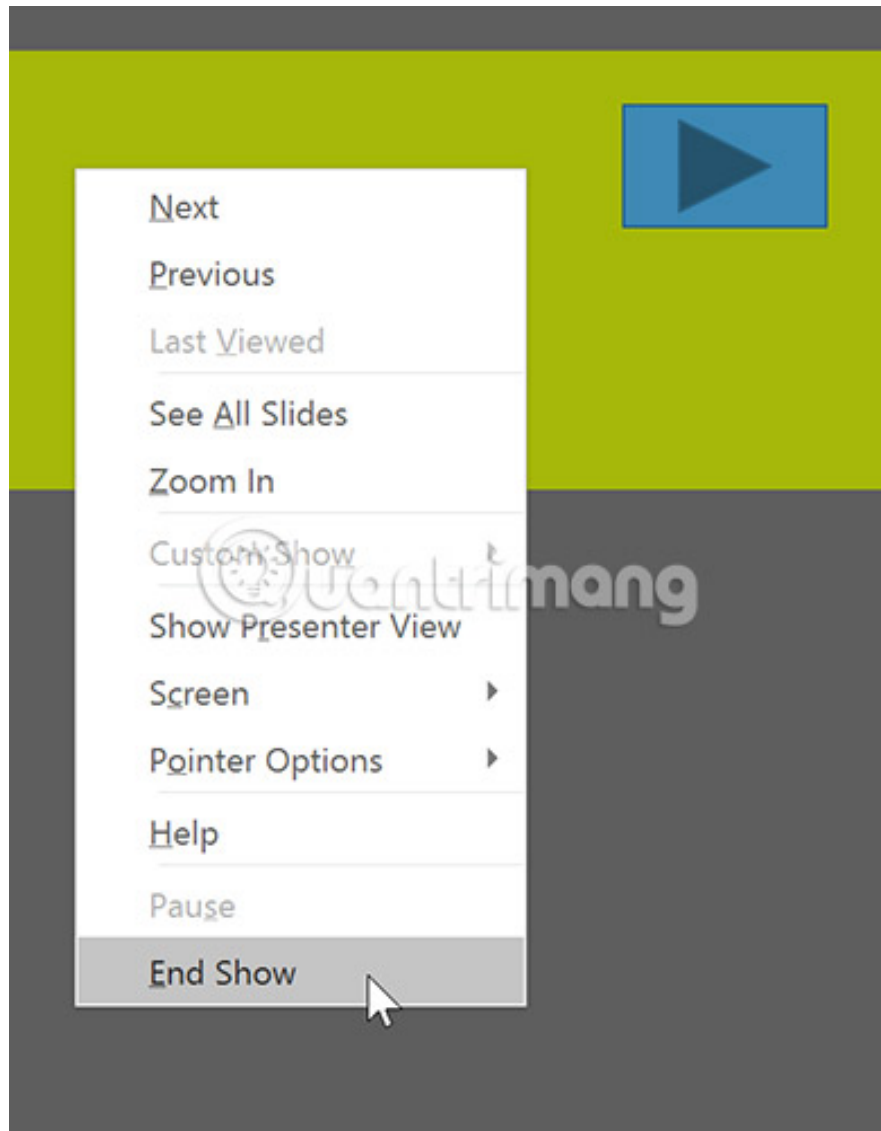 Next
Previous
Last Viewed
See All Slides
Zoom In
Custom Show
Quantrimang
Show Presenter View
Screen
Pointer Options
Help
Pause
End Show